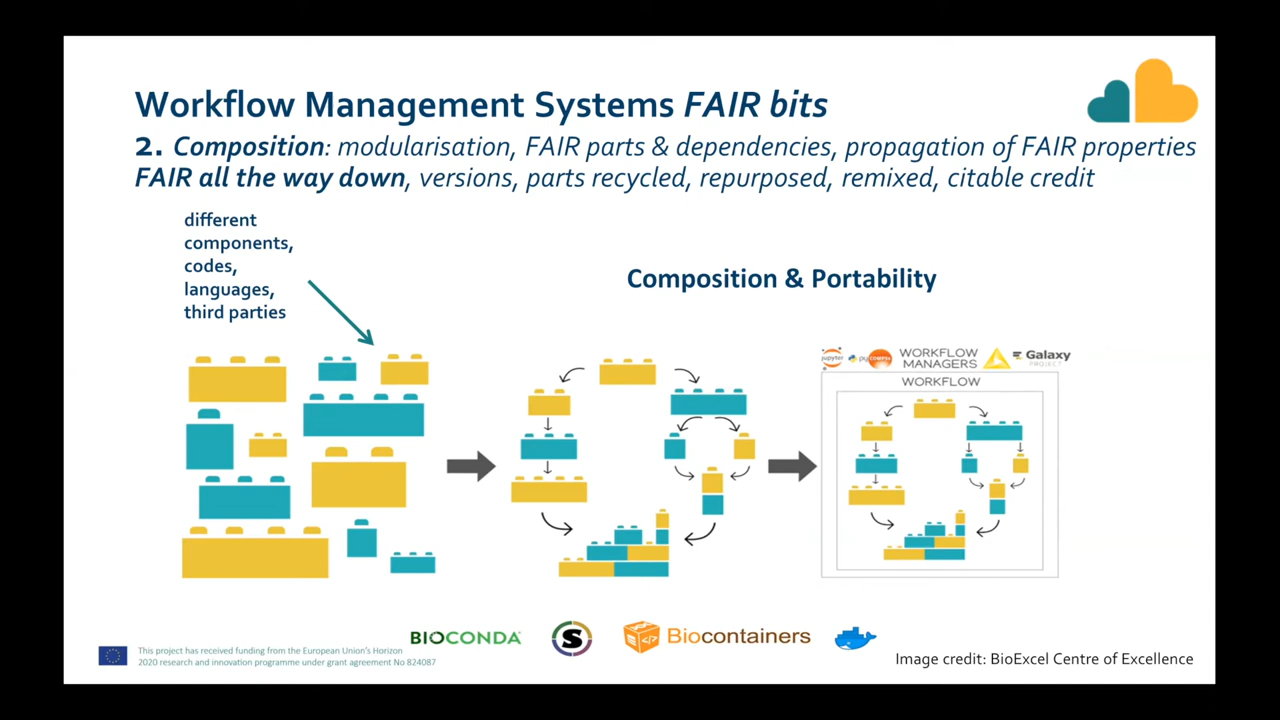 Workflow Management Systems FAIR bits
2. Composition: modularisation, FAIR parts & dependencies, propagation of FAIR properties
FAIR all the way down, versions, parts recycled, repurposed, remixed, citable credit
different
components,
codes,
languages,
third parties
Composition & Portability
jupyter
COMPSs
WORKFLOW
MANAGERS
Galaxy
PROJECT
WORKFLOW
BIOCONDA
S
Biocontainers
This project has received funding from the European Union's Horizon
2020 research and innovation programme under grant agreement No 824087
Image credit: BioExcel Centre of Excellence